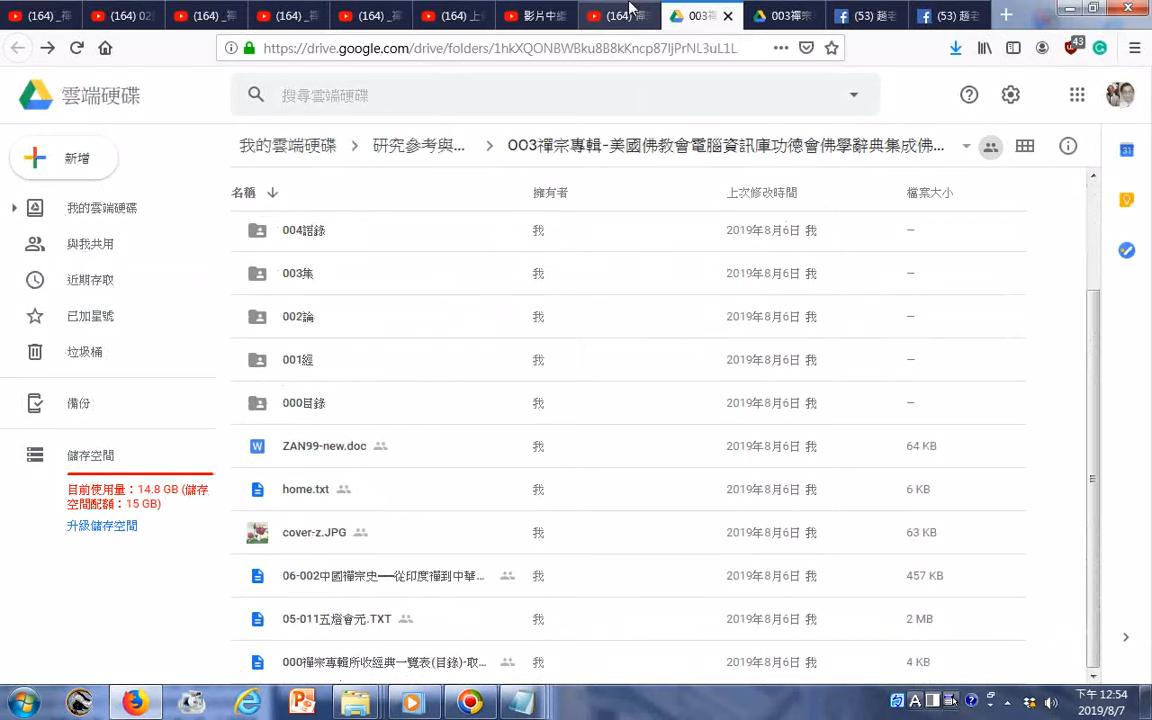 (164) _禪
(164) 02
(164) _禪
(164) _禪
(164) _禪
(164) 上
影片中繼
(164) 禪
003禪
003禪宗
(53) 趙老
(53) 趙老
https://drive.google.com/drive/folders/1hkXQONBWBku8B8kKncp87IjPrNL3uL1L
43
雲端硬碟
搜尋雲端硬碟
新增
我的雲端硬碟
與我共用
近期存取
已加星號
垃圾桶
備份
儲存空間
目前使用量：14.8 GB (儲存
空間配額：15 GB)
升級儲存空間
我的雲端硬碟 > 研究參考與... > 003禪宗專輯-美國佛教會電腦資訊庫功德會佛學辭典集成佛...
名稱 擁有者 上次修改時間 檔案大小
004語錄 我 2019年8月6日 我 –
003集 我 2019年8月6日 我 –
002論 我 2019年8月6日 我 –
001經 我 2019年8月6日 我 –
000目錄 我 2019年8月6日 我 –
ZAN99-new.doc 我 2019年8月6日 我 64 KB
home.txt 我 2019年8月6日 我 6 KB
cover-z.JPG 我 2019年8月6日 我 63 KB
06-002中國禪宗史──從印度禪到中華... 我 2019年8月6日 我 457 KB
05-011五燈會元.TXT 我 2019年8月6日 我 2 MB
000禪宗專輯所收經典一覽表(目錄)-取... 我 2019年8月6日 我 4 KB
31
下午 12:54
2019/8/7